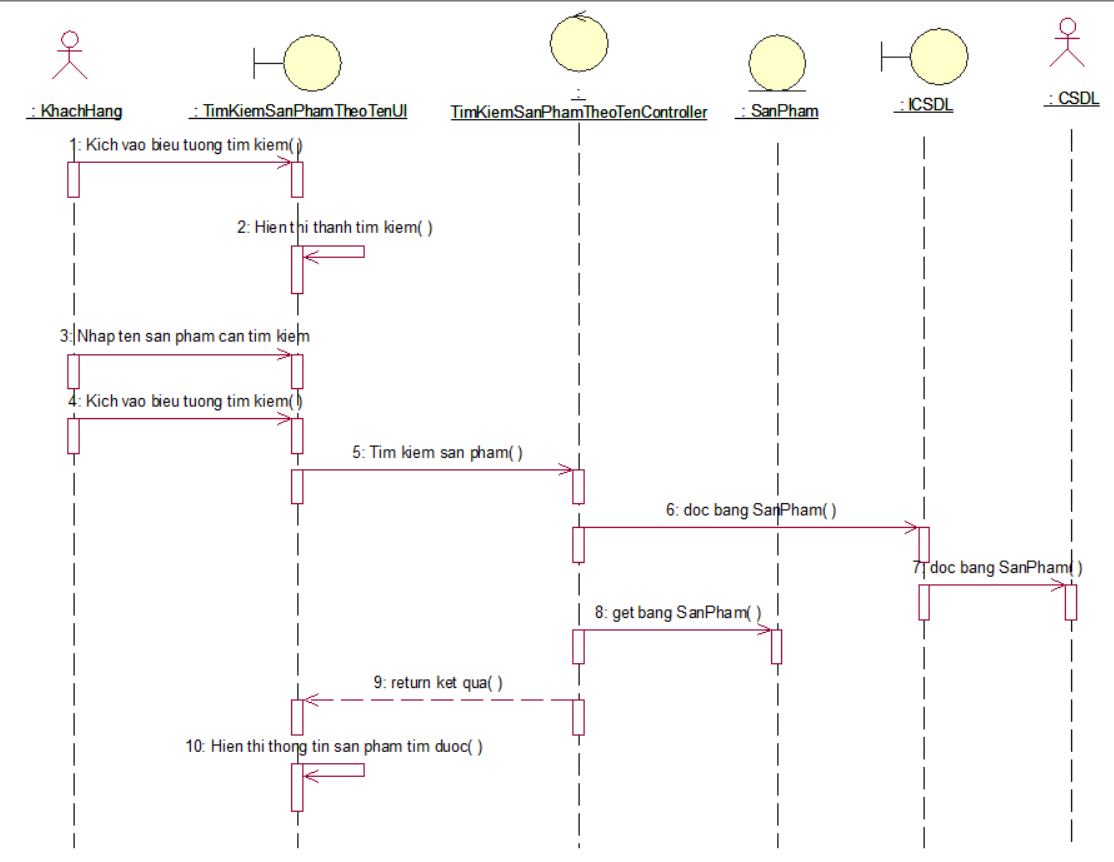 : KhachHang
: TimKiemSanPhamTheoTenUI
:
TimKiemSanPhamTheoTenController
: SanPham
: ICSDL
: CSDL
1: Kich vao bieu tuong tim kiem( )
2: Hien thi thanh tim kiem( )
3: Nhap ten san pham can tim kiem
4: Kich vao bieu tuong tim kiem( )
5: Tim kiem san pham( )
6: doc bang SanPham( )
7: doc bang SanPham( )
8: get bang SanPham( )
9: return ket qua( )
10: Hien thi thong tin san pham tim duoc( )